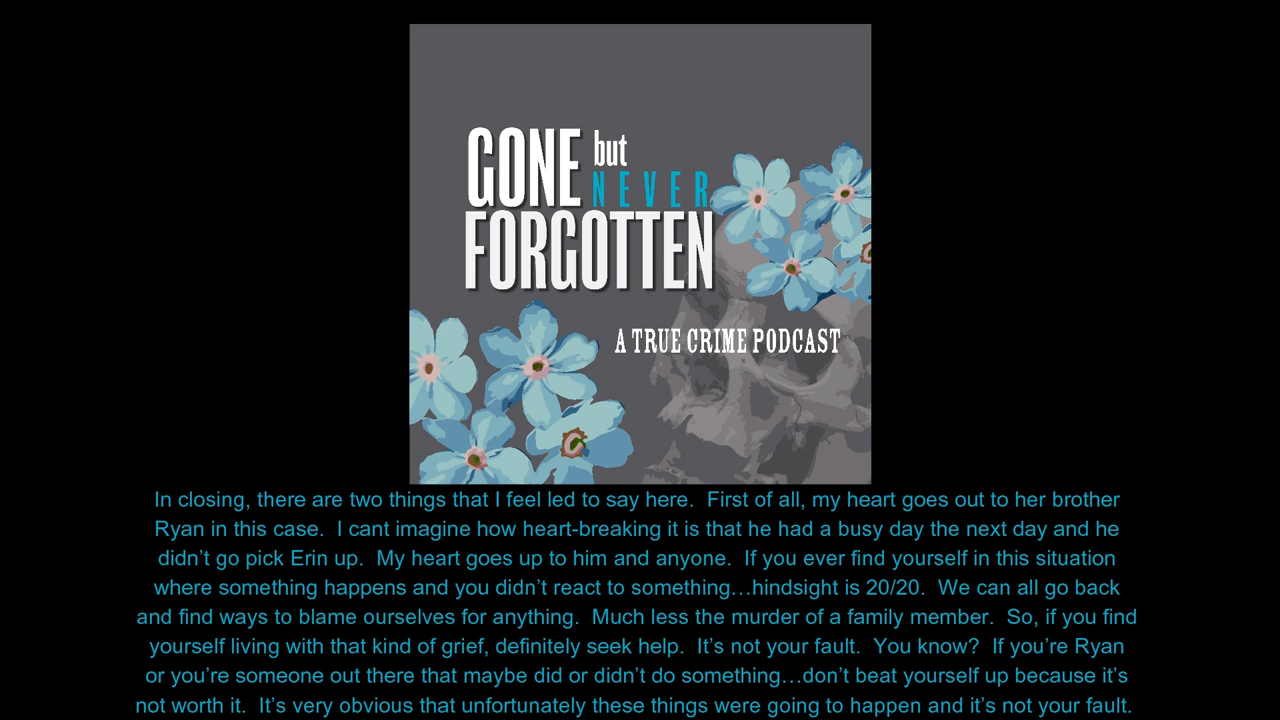 GONE but
NEVER
FORGOTTEN
A TRUE CRIME PODCAST
In closing, there are two things that I feel led to say here.  First of all, my heart goes out to her brother
Ryan in this case.  I cant imagine how heart-breaking it is that he had a busy day the next day and he
didn’t go pick Erin up.  My heart goes up to him and anyone.  If you ever find yourself in this situation
where something happens and you didn’t react to something…hindsight is 20/20.  We can all go back
and find ways to blame ourselves for anything.  Much less the murder of a family member.  So, if you find
yourself living with that kind of grief, definitely seek help.  It’s not your fault.  You know?  If you’re Ryan
or you’re someone out there that maybe did or didn’t do something…don’t beat yourself up because it’s
not worth it.  It’s very obvious that unfortunately these things were going to happen and it’s not your fault.